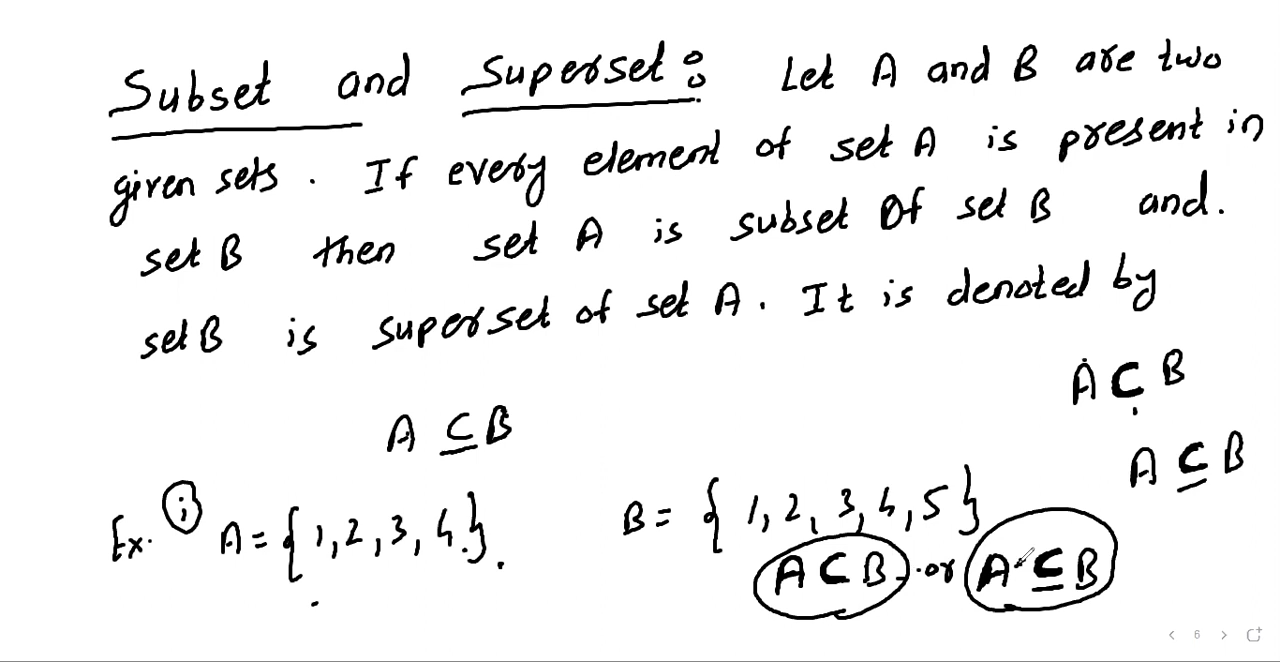 Subset and Superset : Let A and B are two
given sets. If every element of set A is present in
set B then set A is subset Of set B and.
set B is superset of set A. It is denoted by
A ⊂ B
A ⊆ B
A ⊆ B
Ex. i A = { 1, 2, 3, 4 }. B = { 1, 2, 3, 4, 5 }
A ⊂ B or A ⊆ B
6